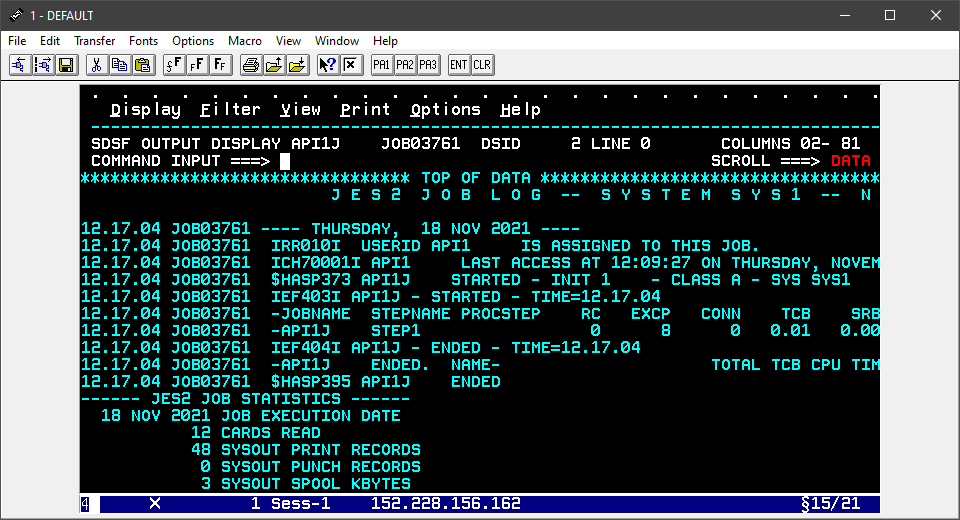 1 - DEFAULT
File Edit Transfer Fonts Options Macro View Window Help
PA1 PA2 PA3 ENT CLR
Display Filter View Print Options Help
SDSF OUTPUT DISPLAY API1J JOB03761 DSID 2 LINE 0 COLUMNS 02- 81
COMMAND INPUT ===> SCROLL ===> DATA
********************************* TOP OF DATA **********************************
J E S 2 J O B L O G -- S Y S T E M S Y S 1 -- N
12.17.04 JOB03761 ---- THURSDAY, 18 NOV 2021 ----
12.17.04 JOB03761 IRR010I USERID API1 IS ASSIGNED TO THIS JOB.
12.17.04 JOB03761 ICH70001I API1 LAST ACCESS AT 12:09:27 ON THURSDAY, NOVEM
12.17.04 JOB03761 $HASP373 API1J STARTED - INIT 1 - CLASS A - SYS SYS1
12.17.04 JOB03761 IEF403I API1J - STARTED - TIME=12.17.04
12.17.04 JOB03761 -JOBNAME STEPNAME PROCSTEP RC EXCP CONN TCB SRB
12.17.04 JOB03761 -API1J STEP1 0 8 0 0.01 0.00
12.17.04 JOB03761 IEF404I API1J - ENDED - TIME=12.17.04
12.17.04 JOB03761 -API1J ENDED. NAME- TOTAL TCB CPU TIM
12.17.04 JOB03761 $HASP395 API1J ENDED
------ JES2 JOB STATISTICS ------
18 NOV 2021 JOB EXECUTION DATE
12 CARDS READ
48 SYSOUT PRINT RECORDS
0 SYSOUT PUNCH RECORDS
3 SYSOUT SPOOL KBYTES
4 X 1 Sess-1 152.228.156.162 §15/21